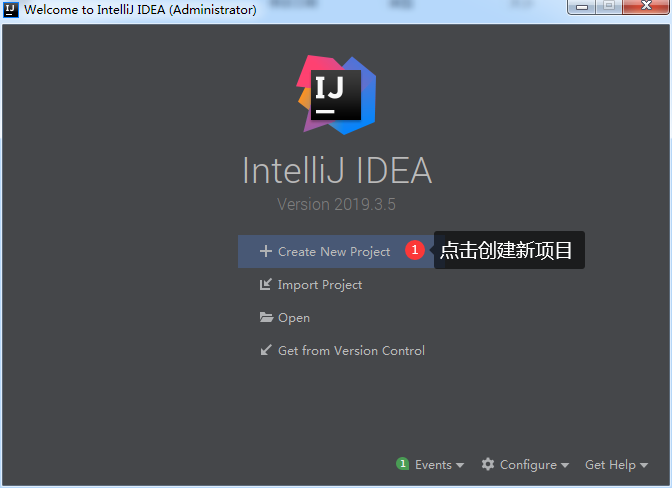 Welcome to IntelliJ IDEA (Administrator)
IJ
IntelliJ IDEA
Version 2019.3.5
Create New Project 1 点击创建新项目
Import Project
Open
Get from Version Control
1 Events Configure Get Help